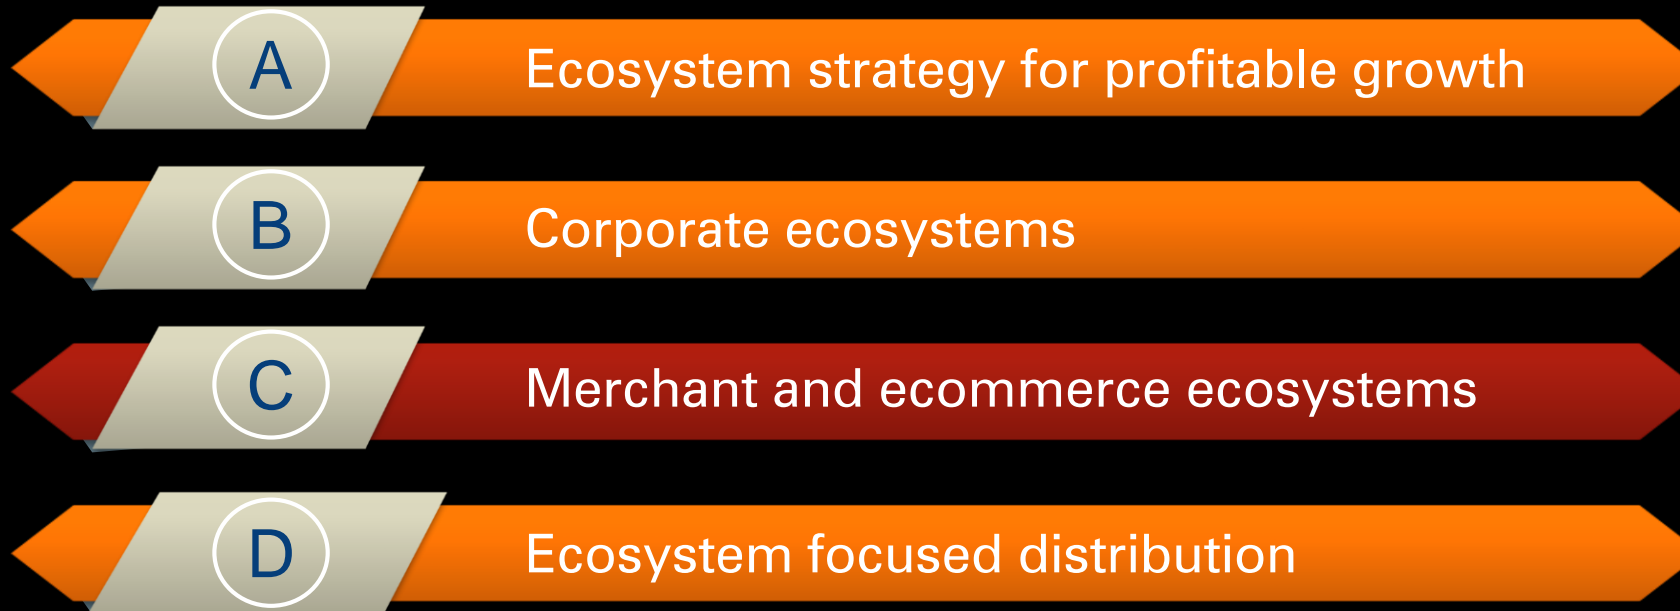 A Ecosystem strategy for profitable growth
B Corporate ecosystems
C Merchant and ecommerce ecosystems
D Ecosystem focused distribution